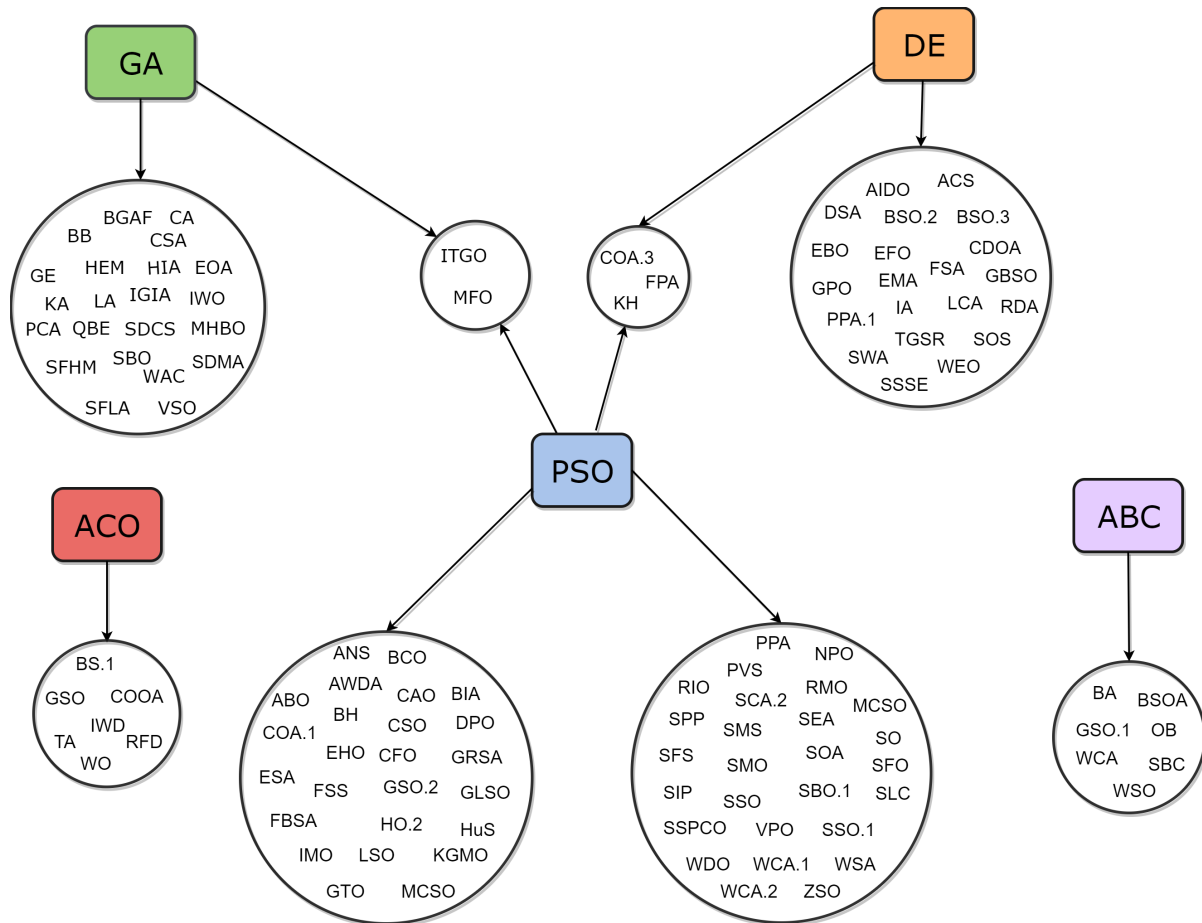 GA
DE
BGAF CA
BB CSA
GE HEM HIA EOA
KA LA IGIA IWO
PCA QBE SDCS MHBO
SFHM SBO WAC SDMA
SFLA VSO
ITGO
MFO
COA.3
FPA
KH
AIDO ACS
DSA BSO.2 BSO.3
EBO EFO CDOA
GPO EMA FSA GBSO
PPA.1 IA LCA RDA
TGSR SOS
SWA WEO
SSSE
PSO
ACO
ABC
BS.1
GSO COOA
IWD
TA RFD
WO
ANS BCO
ABO AWDA CAO BIA
COA.1 BH CSO DPO
EHO CFO GRSA
ESA FSS GSO.2 GLSO
FBSA HO.2 HuS
IMO LSO KGMO
GTO MCSO
PPA NPO
PVS
RIO SCA.2 RMO MCSO
SPP SMS SEA SO
SFS SMO SOA SFO
SIP SSO SBO.1 SLC
SSPCO VPO SSO.1
WDO WCA.1 WSA
WCA.2 ZSO
BA BSOA
GSO.1 OB
WCA SBC
WSO